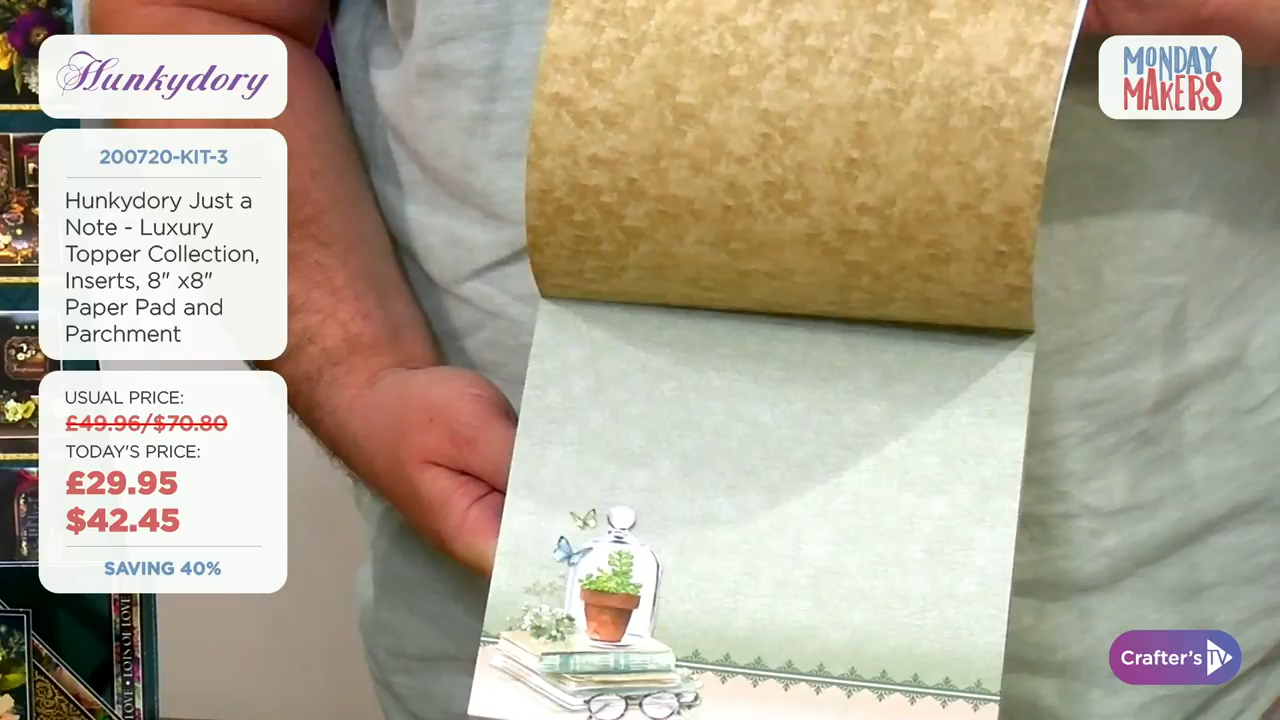 Hunkydory
200720-KIT-3
Hunkydory Just a
Note - Luxury
Topper Collection,
Inserts, 8" x8"
Paper Pad and
Parchment
USUAL PRICE:
£49.96/$70.80
TODAY'S PRICE:
£29.95
$42.45
SAVING 40%
MONDAY
MAKERS
Crafter's TV